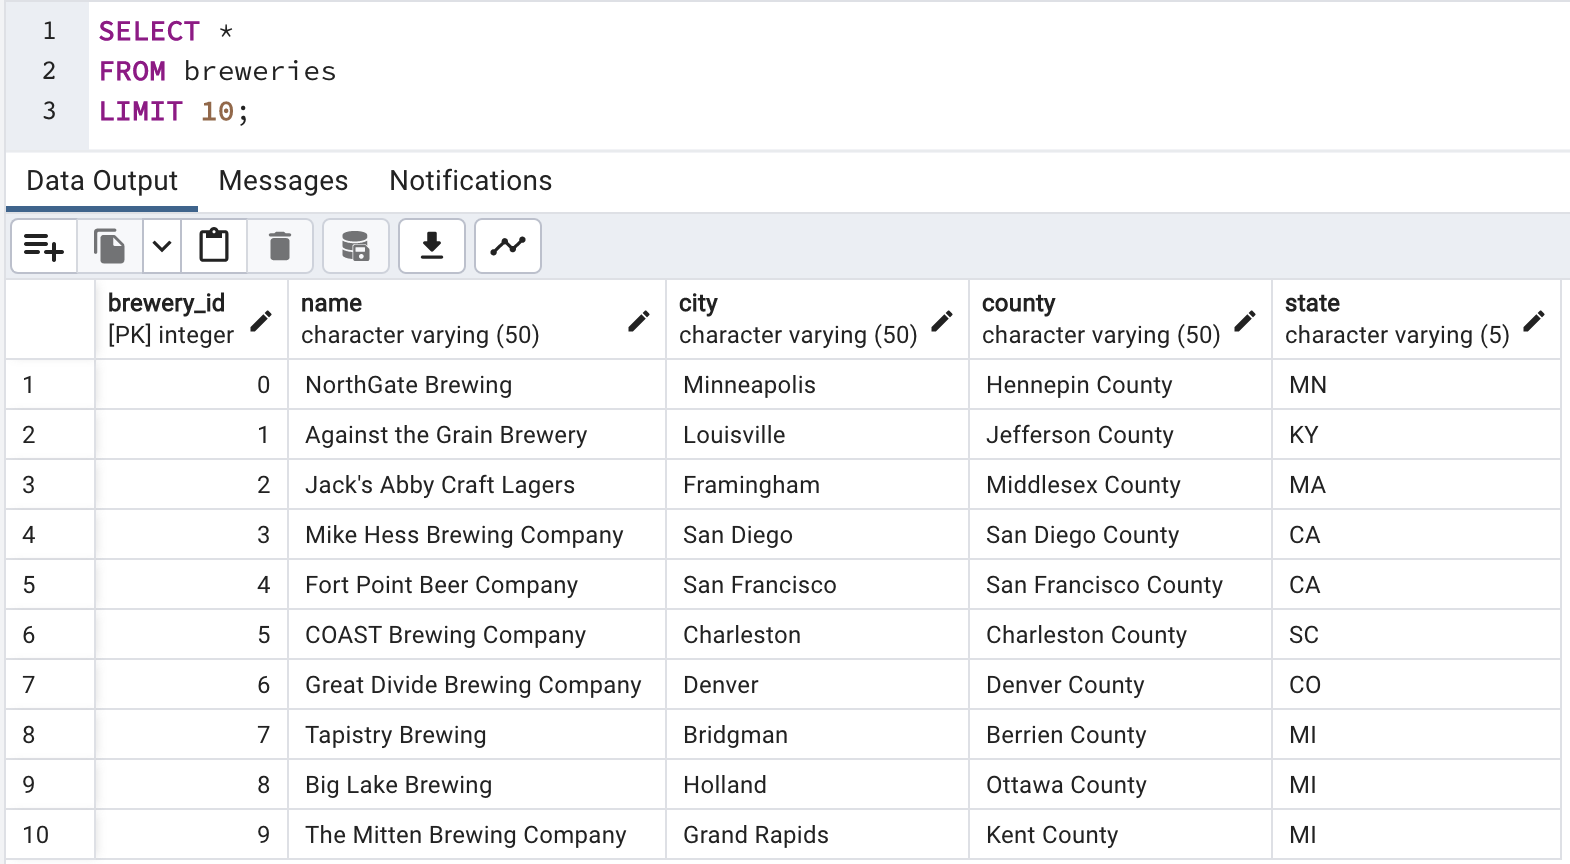 1 SELECT *
2 FROM breweries
3 LIMIT 10;
Data Output Messages Notifications
brewery_id name city county state
[PK] integer character varying (50) character varying (50) character varying (50) character varying (5)
1 0 NorthGate Brewing Minneapolis Hennepin County MN
2 1 Against the Grain Brewery Louisville Jefferson County KY
3 2 Jack's Abby Craft Lagers Framingham Middlesex County MA
4 3 Mike Hess Brewing Company San Diego San Diego County CA
5 4 Fort Point Beer Company San Francisco San Francisco County CA
6 5 COAST Brewing Company Charleston Charleston County SC
7 6 Great Divide Brewing Company Denver Denver County CO
8 7 Tapistry Brewing Bridgman Berrien County MI
9 8 Big Lake Brewing Holland Ottawa County MI
10 9 The Mitten Brewing Company Grand Rapids Kent County MI